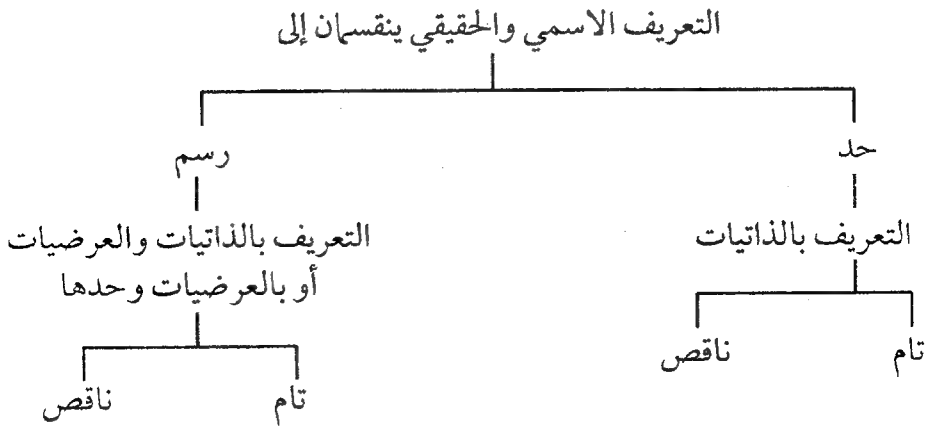 التعريف الاسمي والحقيقي ينقسمان إلى
حد
رسم
التعريف بالذاتيات
التعريف بالذاتيات والعرضيات
أو بالعرضيات وحدها
تام
ناقص
تام
ناقص